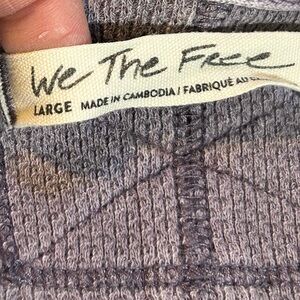 We The Free
LARGE MADE IN CAMBODIA / FABRIQUÉ AU